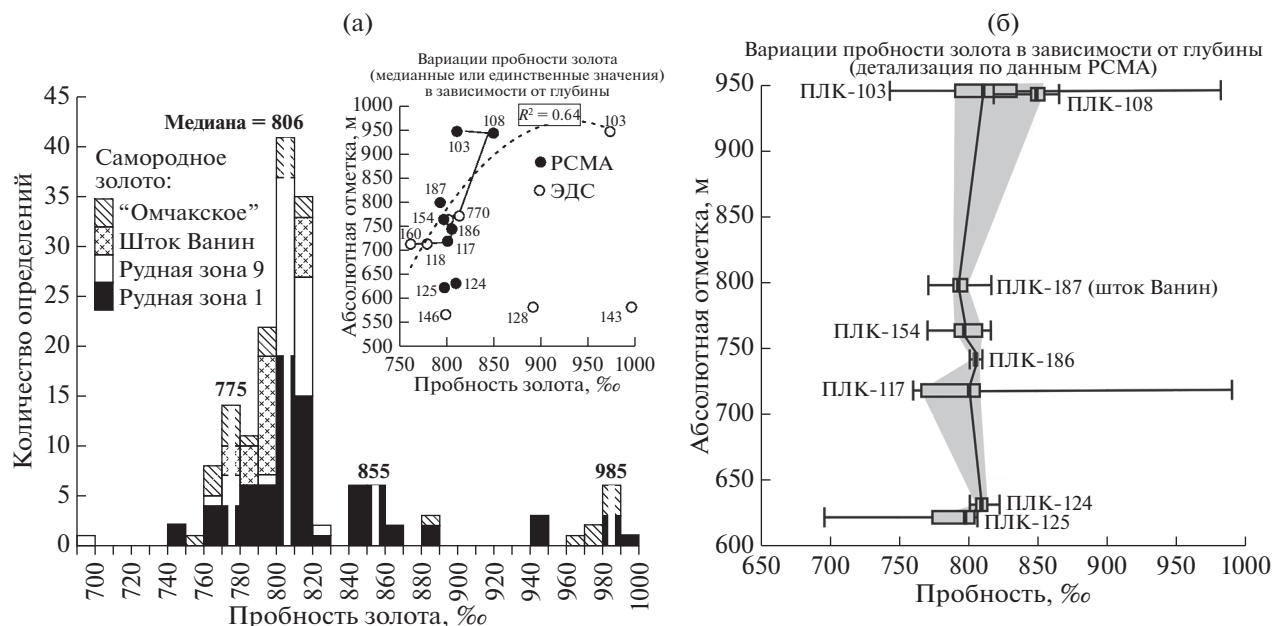 (а)
Вариации пробности золота
(медианные или единственные значения)
в зависимости от глубины
Количество определений
45
40
35
30
25
20
15
10
5
0
Медиана = 806
Самородное
золото:
“Омчакское”
Шток Ванин
Рудная зона 9
Рудная зона 1
775
855
985
700
720
740
760
780
800
820
840
860
880
900
920
940
960
980
1000
Пробность золота, ‰
Абсолютная отметка, м
1000
950
900
850
800
750
700
650
600
550
500
R² = 0.64
108
103
103
РСМА
ЭДС
187
154
770
186
160
117
118
125
124
146
128
143
750
800
850
900
950
1000
Пробность золота, ‰
(б)
Вариации пробности золота в зависимости от глубины
(детализация по данным РСМА)
Абсолютная отметка, м
950
900
850
800
750
700
650
600
ПЛК-103
ПЛК-108
ПЛК-187 (шток Ванин)
ПЛК-154
ПЛК-186
ПЛК-117
ПЛК-124
ПЛК-125
650
700
750
800
850
900
950
1000
Пробность, ‰